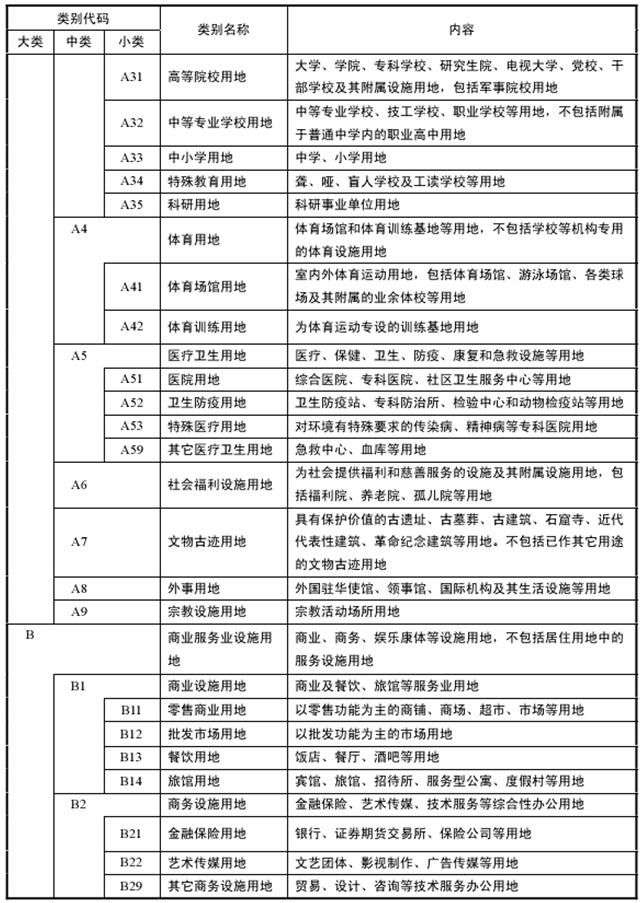 类别代码 类别名称 内容
大类 中类 小类
A31 高等院校用地 大学、学院、专科学校、研究生院、电视大学、党校、干
部学校及其附属设施用地，包括军事院校用地
A32 中等专业学校用地 中等专业学校、技工学校、职业学校等用地，不包括附属
于普通中学内的职业高中用地
A33 中小学用地 中学、小学用地
A34 特殊教育用地 聋、哑、盲人学校及工读学校等用地
A35 科研用地 科研事业单位用地
A4 体育用地 体育场馆和体育训练基地等用地，不包括学校等机构专用
的体育设施用地
A41 体育场馆用地 室内外体育运动用地，包括体育场馆、游泳场馆、各类球
场及其附属的业余体校等用地
A42 体育训练用地 为体育运动专设的训练基地用地
A5 医疗卫生用地 医疗、保健、卫生、防疫、康复和急救设施等用地
A51 医院用地 综合医院、专科医院、社区卫生服务中心等用地
A52 卫生防疫用地 卫生防疫站、专科防治所、检验中心和动物检疫站等用地
A53 特殊医疗用地 对环境有特殊要求的传染病、精神病等专科医院用地
A59 其它医疗卫生用地 急救中心、血库等用地
A6 社会福利设施用地 为社会提供福利和慈善服务的设施及其附属设施用地，包
括福利院、养老院、孤儿院等用地
A7 文物古迹用地 具有保护价值的古遗址、古墓葬、古建筑、石窟寺、近代
代表性建筑、革命纪念建筑等用地。不包括已作其它用途
的文物古迹用地
A8 外事用地 外国驻华使馆、领事馆、国际机构及其生活设施等用地
A9 宗教设施用地 宗教活动场所用地
B 商业服务业设施用 商业、商务、娱乐康体等设施用地，不包括居住用地中的
地 服务设施用地
B1 商业设施用地 商业及餐饮、旅馆等服务业用地
B11 零售商业用地 以零售功能为主的商铺、商场、超市、市场等用地
B12 批发市场用地 以批发功能为主的市场用地
B13 餐饮用地 饭店、餐厅、酒吧等用地
B14 旅馆用地 宾馆、旅馆、招待所、服务型公寓、度假村等用地
B2 商务设施用地 金融保险、艺术传媒、技术服务等综合性办公用地
B21 金融保险用地 银行、证券期货交易所、保险公司等用地
B22 艺术传媒用地 文艺团体、影视制作、广告传媒等用地
B29 其它商务设施用地 贸易、设计、咨询等技术服务办公用地